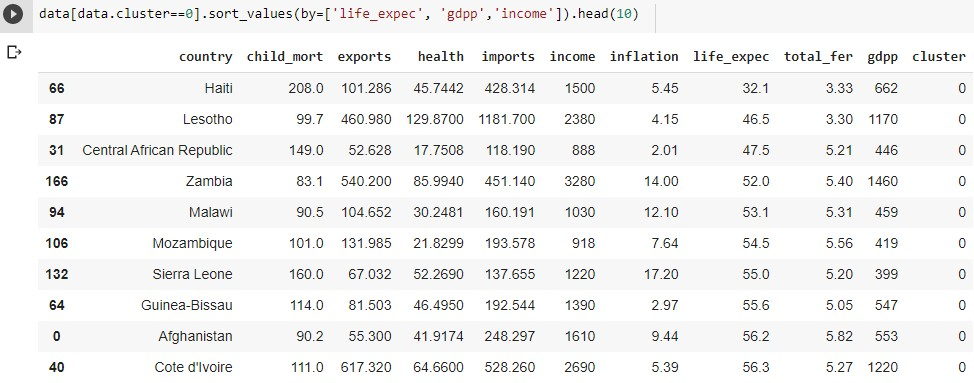 data[data.cluster==0].sort_values(by=['life_expec', 'gdpp','income']).head(10)
country child_mort exports health imports income inflation life_expec total_fer gdpp cluster
66 Haiti 208.0 101.286 45.7442 428.314 1500 5.45 32.1 3.33 662 0
87 Lesotho 99.7 460.980 129.8700 1181.700 2380 4.15 46.5 3.30 1170 0
31 Central African Republic 149.0 52.628 17.7508 118.190 888 2.01 47.5 5.21 446 0
166 Zambia 83.1 540.200 85.9940 451.140 3280 14.00 52.0 5.40 1460 0
94 Malawi 90.5 104.652 30.2481 160.191 1030 12.10 53.1 5.31 459 0
106 Mozambique 101.0 131.985 21.8299 193.578 918 7.64 54.5 5.56 419 0
132 Sierra Leone 160.0 67.032 52.2690 137.655 1220 17.20 55.0 5.20 399 0
64 Guinea-Bissau 114.0 81.503 46.4950 192.544 1390 2.97 55.6 5.05 547 0
0 Afghanistan 90.2 55.300 41.9174 248.297 1610 9.44 56.2 5.82 553 0
40 Cote d'Ivoire 111.0 617.320 64.6600 528.260 2690 5.39 56.3 5.27 1220 0